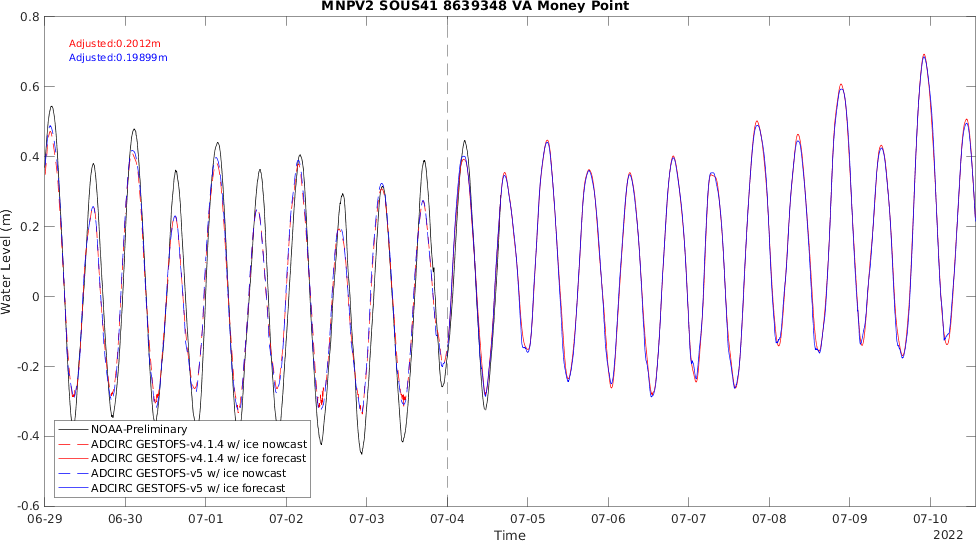 MNPV2 SOUS41 8639348 VA Money Point
Adjusted:0.2012m
Adjusted:0.19899m
0.8
0.6
0.4
0.2
0
-0.2
-0.4
-0.6
Water Level (m)
NOAA-Preliminary
ADCIRC GESTOFS-v4.1.4 w/ ice nowcast
ADCIRC GESTOFS-v4.1.4 w/ ice forecast
ADCIRC GESTOFS-v5 w/ ice nowcast
ADCIRC GESTOFS-v5 w/ ice forecast
06-29 06-30 07-01 07-02 07-03 07-04 07-05 07-06 07-07 07-08 07-09 07-10
Time
2022